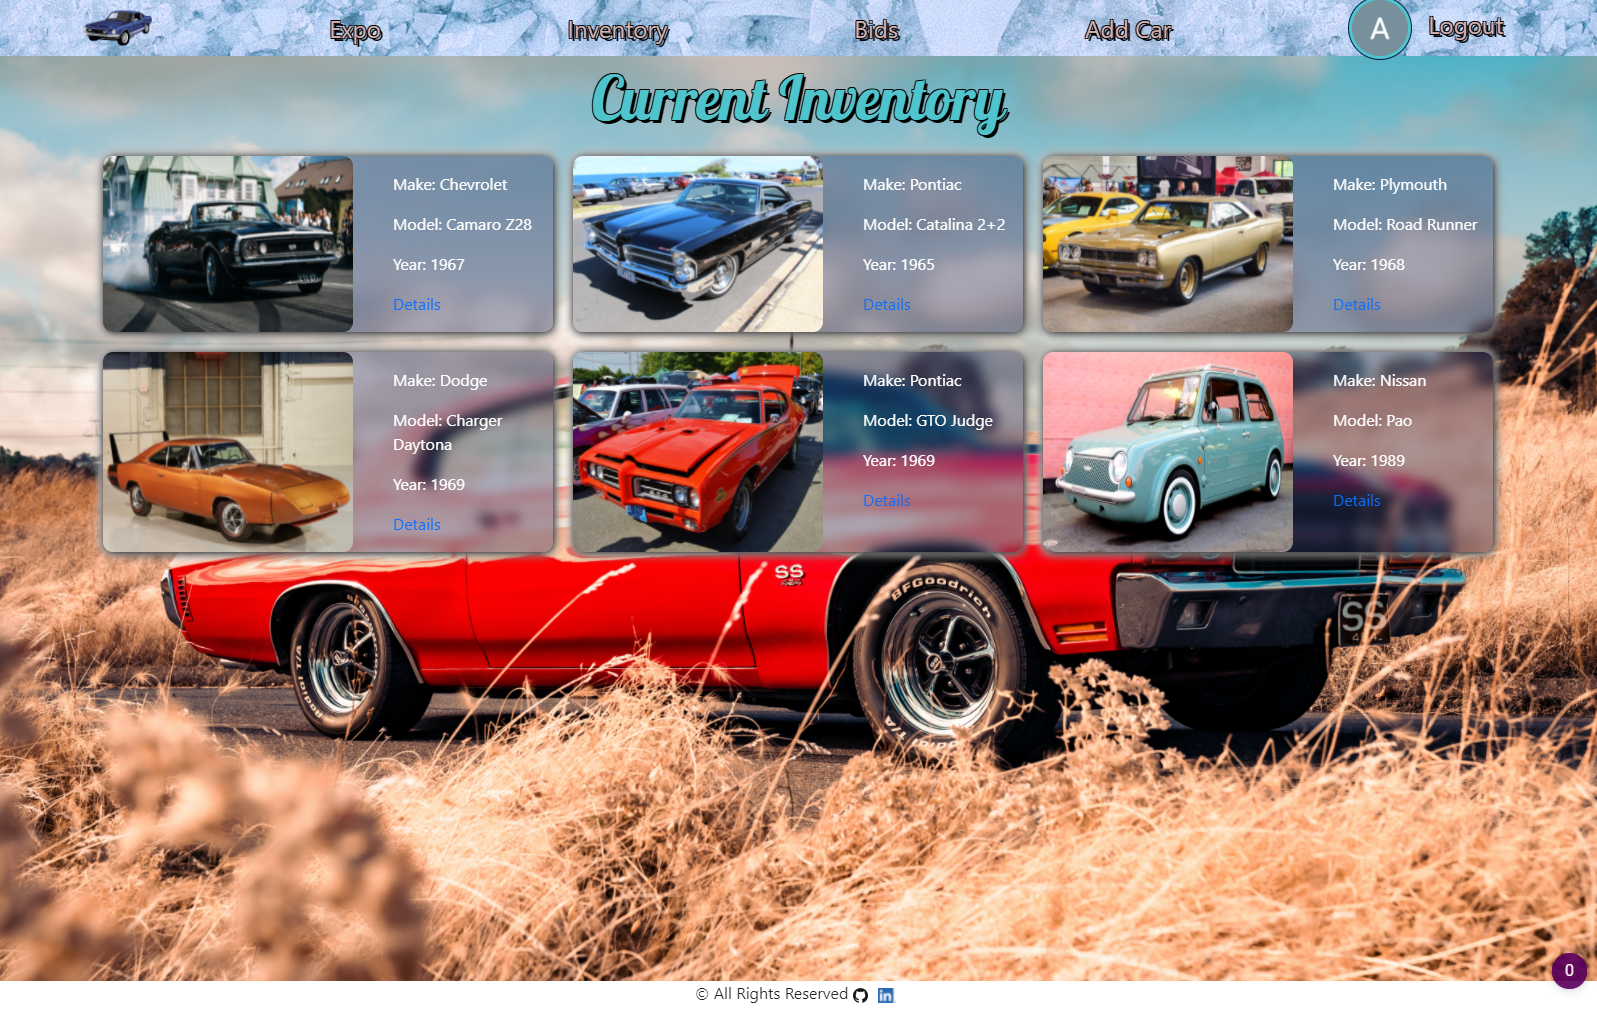 Expo
Inventory
Bids
Add Car
A
Logout
Current Inventory
Make: Chevrolet
Model: Camaro Z28
Year: 1967
Details
Make: Pontiac
Model: Catalina 2+2
Year: 1965
Details
Make: Plymouth
Model: Road Runner
Year: 1968
Details
Make: Dodge
Model: Charger
Daytona
Year: 1969
Details
Make: Pontiac
Model: GTO Judge
Year: 1969
Details
Make: Nissan
Model: Pao
Year: 1989
Details
SS
BFGoodrich
SS
Radial T/A
0
© All Rights Reserved